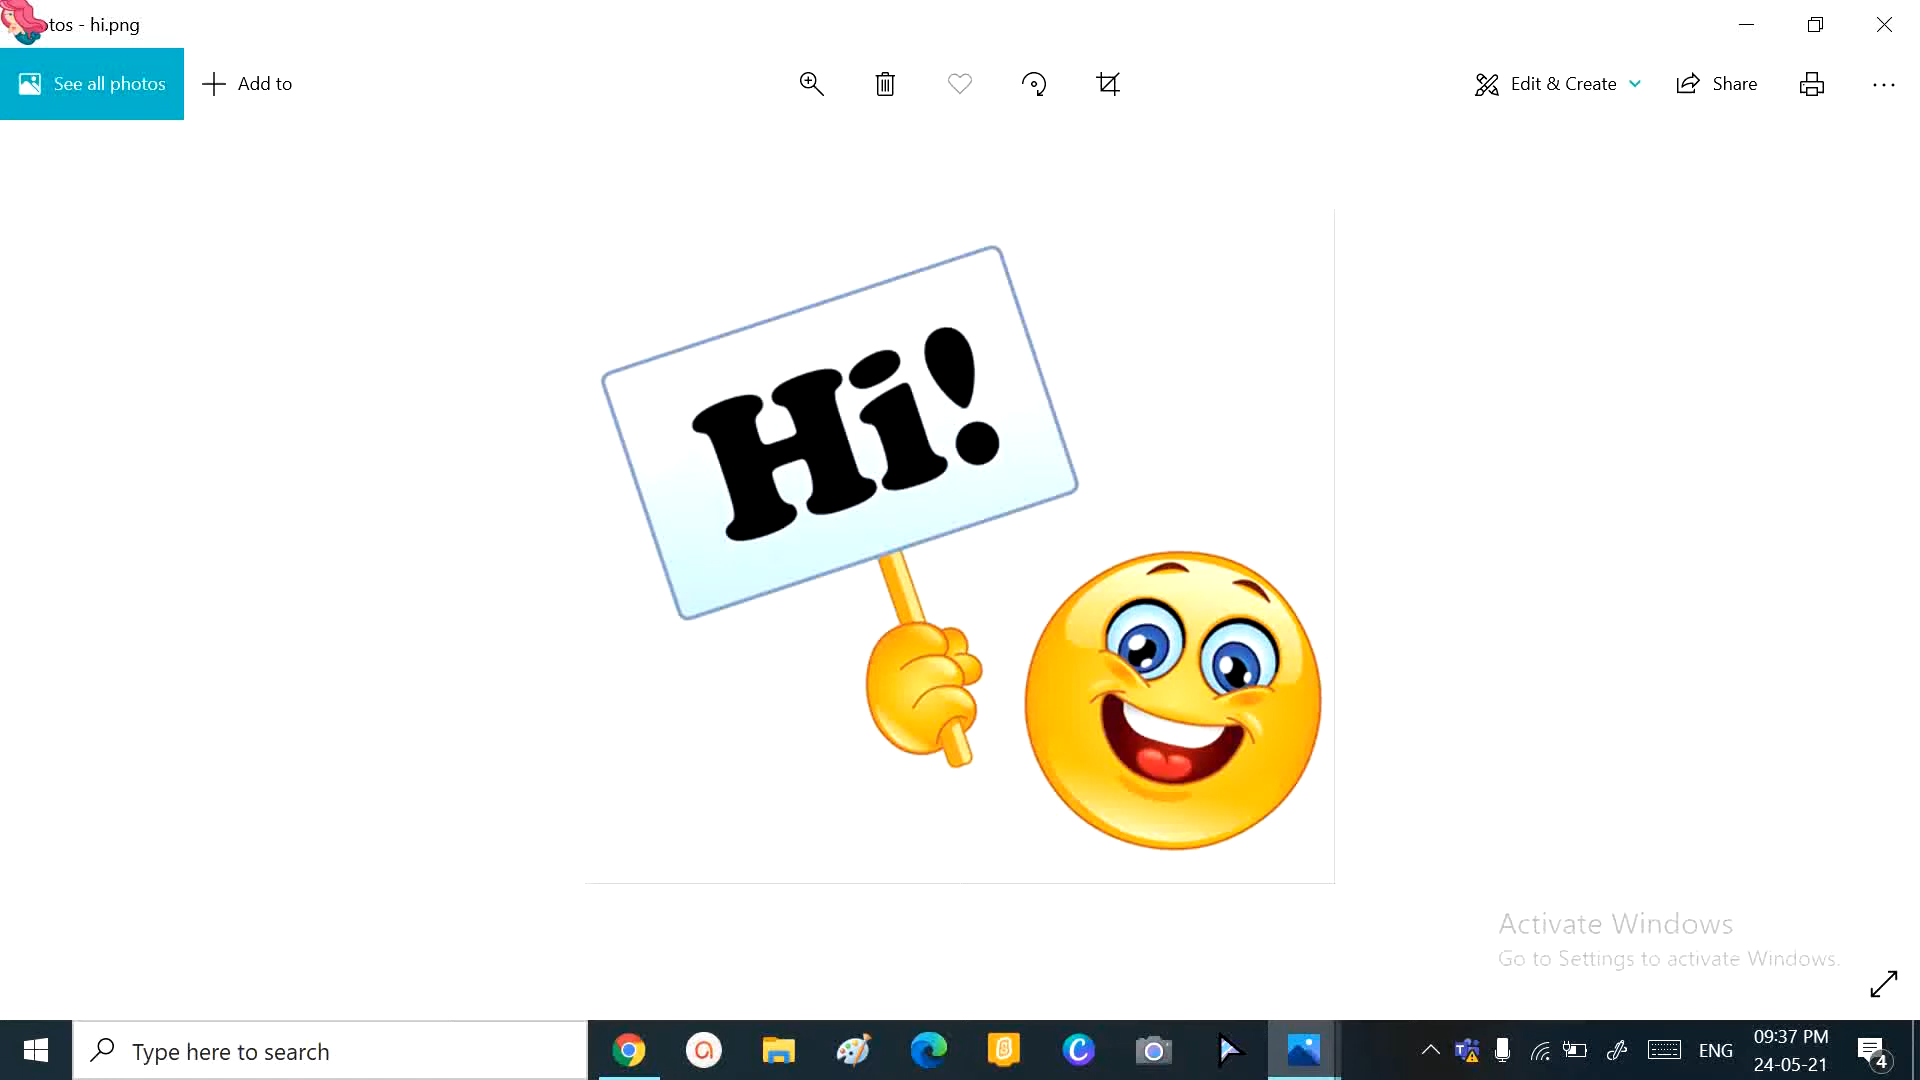 tos - hi.png
See all photos
Add to
Edit & Create
Share
Hi!
Activate Windows
Go to Settings to activate Windows.
Type here to search
ENG
09:37 PM
24-05-21
4